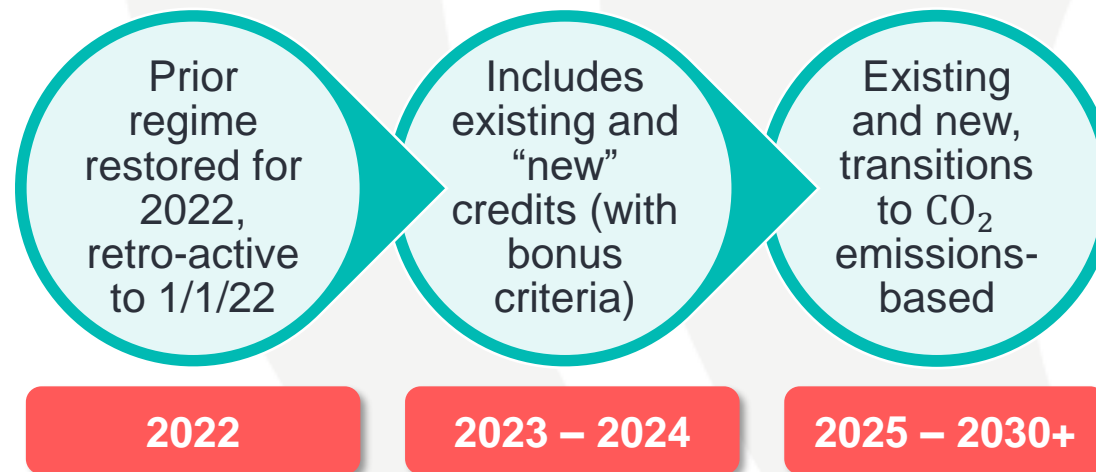 Prior
regime
restored for
2022,
retro-active
to 1/1/22
Includes
existing and
“new”
credits (with
bonus
criteria)
Existing
and new,
transitions
to CO₂
emissions-
based
2022
2023 – 2024
2025 – 2030+